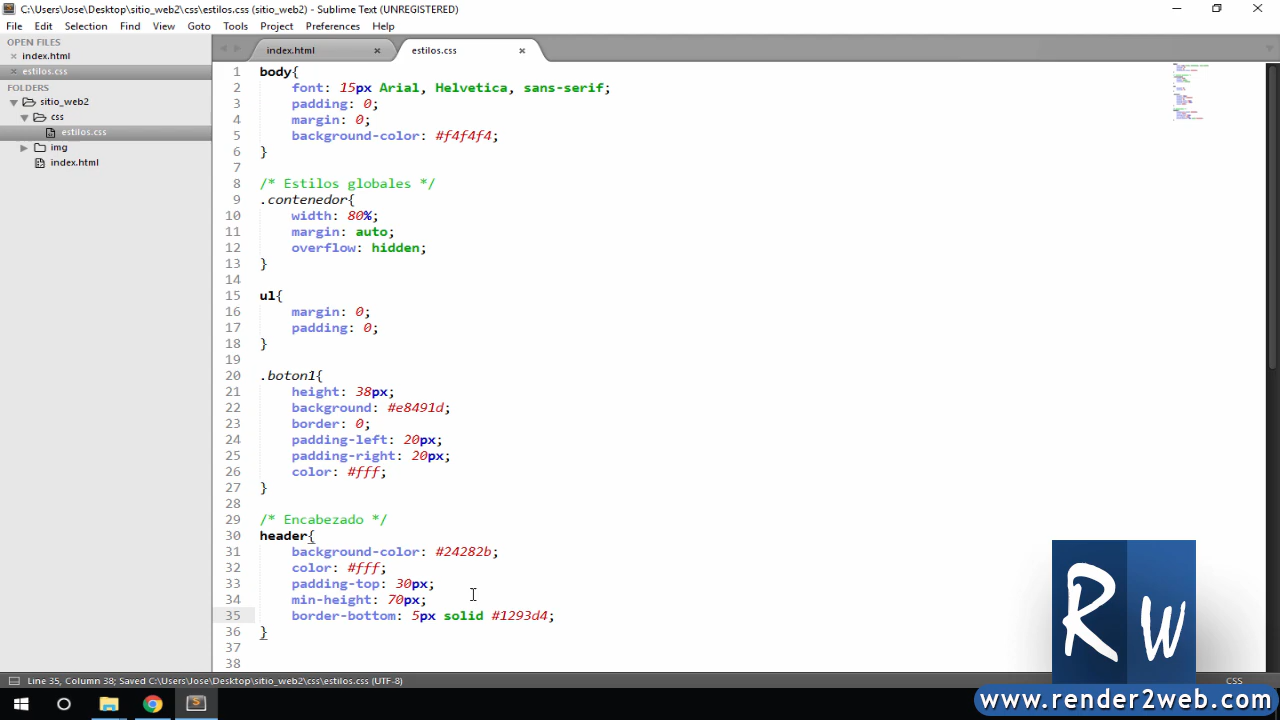 C:\Users\Jose\Desktop\sitio_web2\css\estilos.css (sitio_web2) - Sublime Text (UNREGISTERED)
File Edit Selection Find View Goto Tools Project Preferences Help
OPEN FILES
index.html
estilos.css
FOLDERS
sitio_web2
css
estilos.css
img
index.html
index.html
estilos.css
1 body{
2 font: 15px Arial, Helvetica, sans-serif;
3 padding: 0;
4 margin: 0;
5 background-color: #f4f4f4;
6 }
7
8 /* Estilos globales */
9 .contenedor{
10 width: 80%;
11 margin: auto;
12 overflow: hidden;
13 }
14
15 ul{
16 margin: 0;
17 padding: 0;
18 }
19
20 .boton1{
21 height: 38px;
22 background: #e8491d;
23 border: 0;
24 padding-left: 20px;
25 padding-right: 20px;
26 color: #fff;
27 }
28
29 /* Encabezado */
30 header{
31 background-color: #24282b;
32 color: #fff;
33 padding-top: 30px;
34 min-height: 70px;
35 border-bottom: 5px solid #1293d4;
36 }
37
38
RW
Line 35, Column 38; Saved C:\Users\Jose\Desktop\sitio_web2\css\estilos.css (UTF-8)
CSS
www.render2web.com